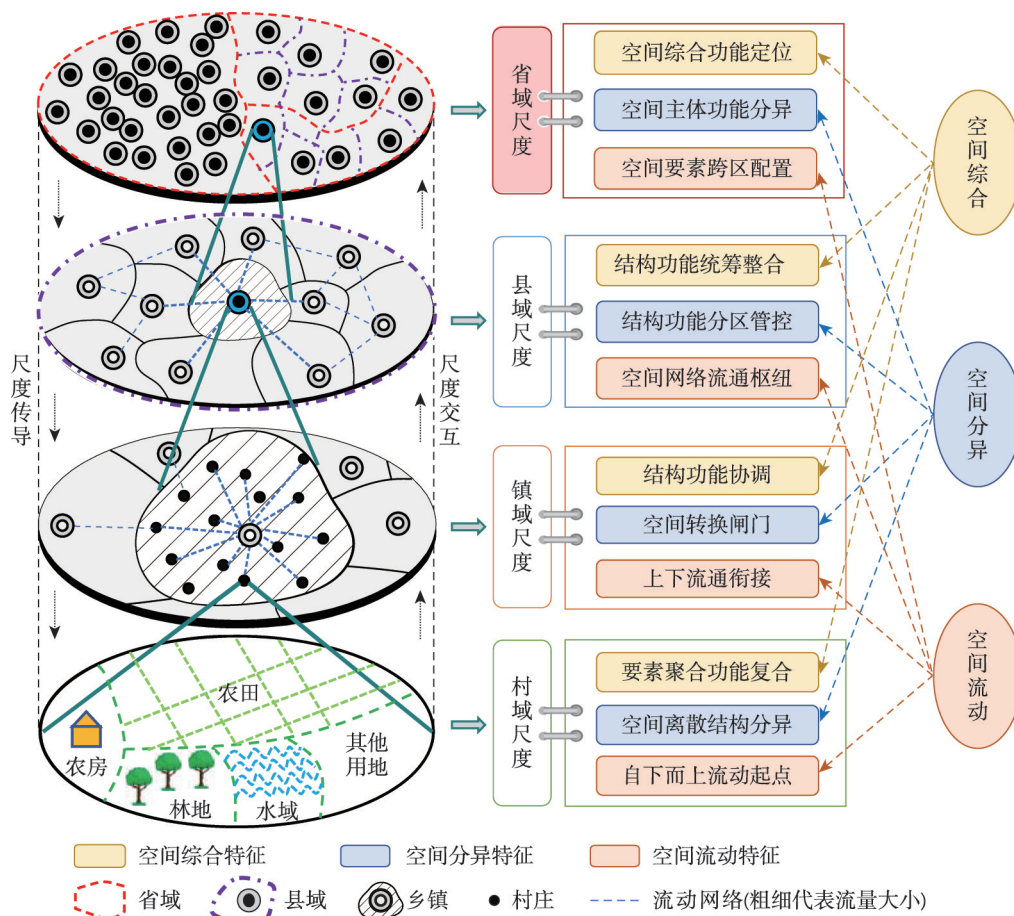 省域尺度
空间综合功能定位
空间主体功能分异
空间要素跨区配置
县域尺度
结构功能统筹整合
结构功能分区管控
空间网络流通枢纽
镇域尺度
结构功能协调
空间转换闸门
上下流通衔接
村域尺度
要素聚合功能复合
空间离散结构分异
自下而上流动起点
空间综合
空间分异
空间流动
尺度传导
尺度交互
农田
农房
林地
水域
其他
用地
空间综合特征
空间分异特征
空间流动特征
省域
县域
乡镇
村庄
流动网络(粗细代表流量大小)